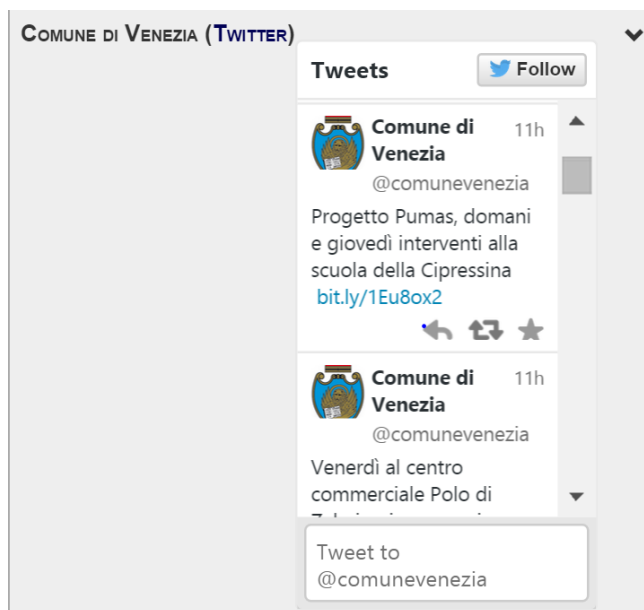 COMUNE DI VENEZIA (TWITTER)
Tweets
Follow
Comune di 11h
Venezia
@comunevenezia
Progetto Pumas, domani
e giovedì interventi alla
scuola della Cipressina
bit.ly/1Eu8ox2
Comune di 11h
Venezia
@comunevenezia
Venerdì al centro
commerciale Polo di
Tweet to
@comunevenezia